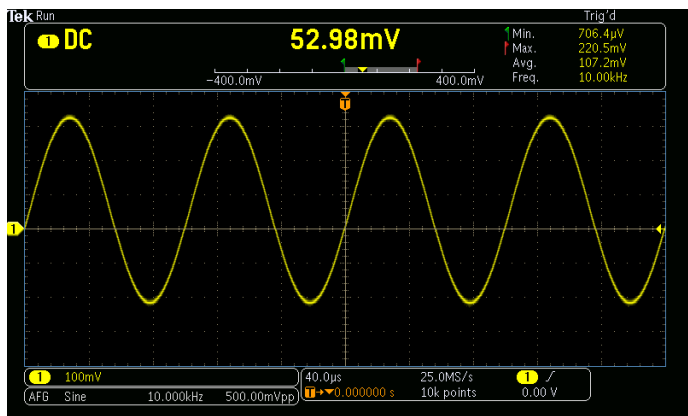 Tek Run Trig'd
1 DC 52.98mV
Min. 706.4µV
Max. 220.5mV
Avg. 107.2mV
Freq. 10.00kHz
-400.0mV 400.0mV
T
1
1 100mV
40.0µs 25.0MS/s 1
T→▼0.000000 s 10k points 0.00 V
AFG Sine 10.000kHz 500.00mVpp